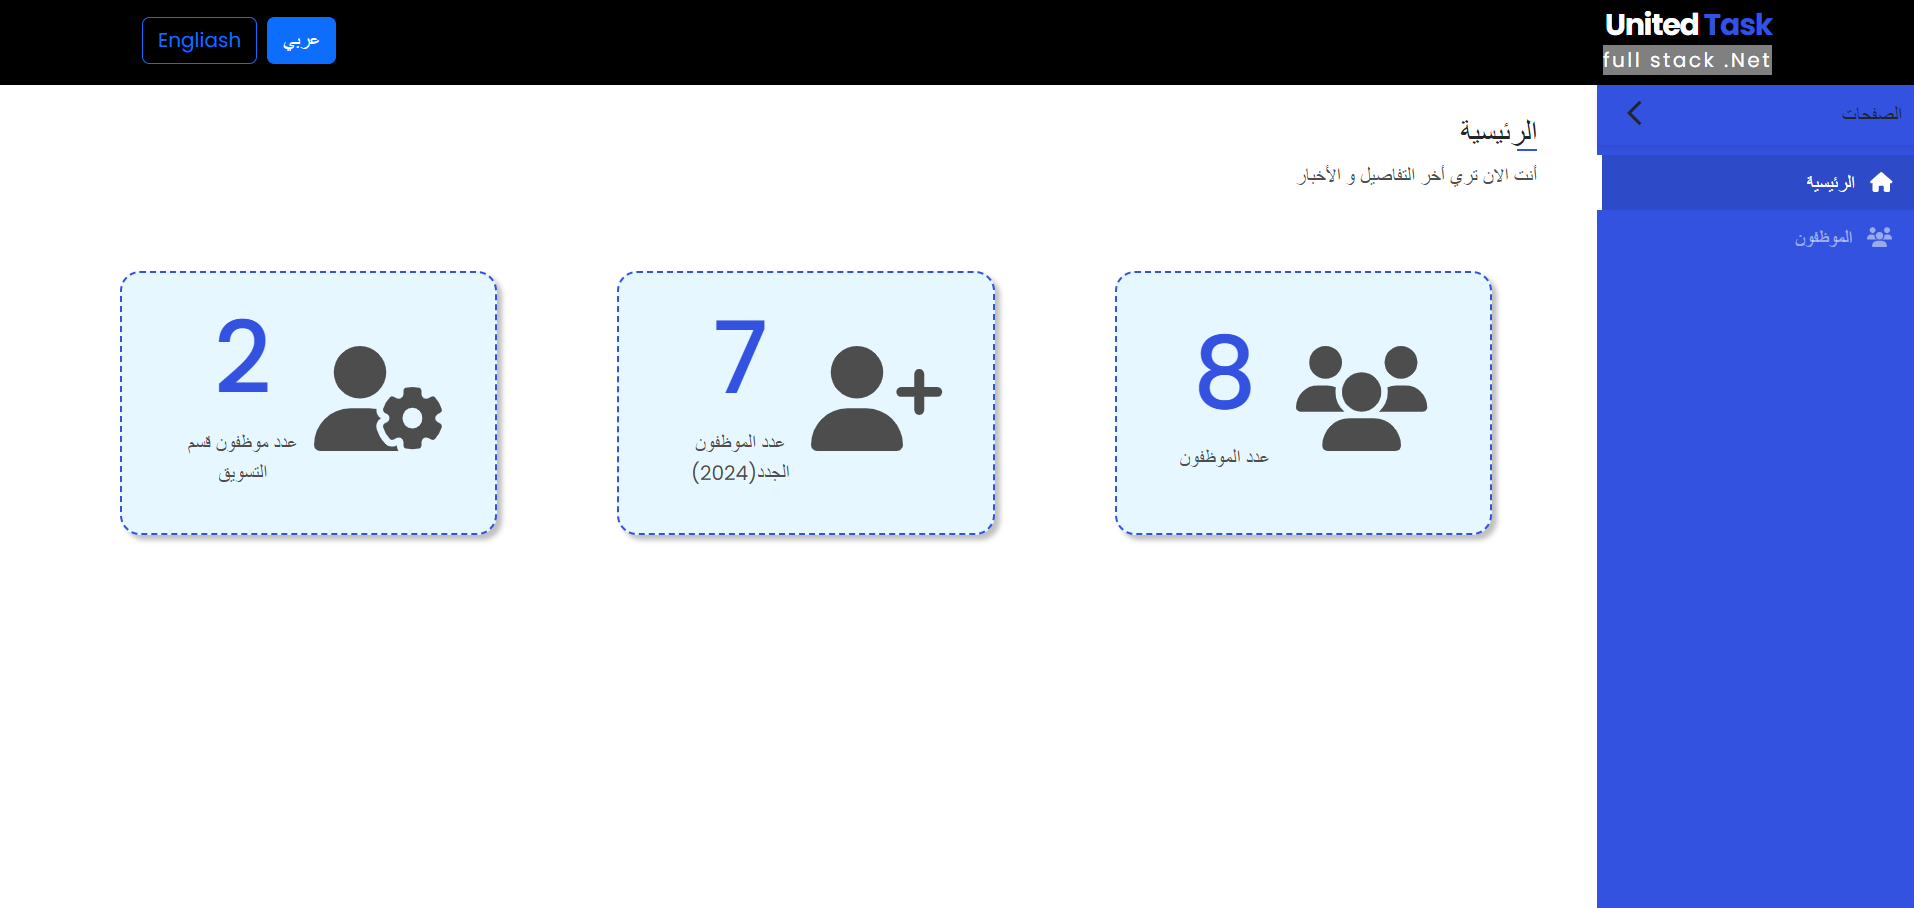 United Task
full stack .Net
عربي
Engliash
الصفحات
الرئيسية
الموظفون
الرئيسية
أنت الان تري أخر التفاصيل و الأخبار
8
عدد الموظفون
7
عدد الموظفون
الجدد(2024)
2
عدد موظفون قسم
التسويق